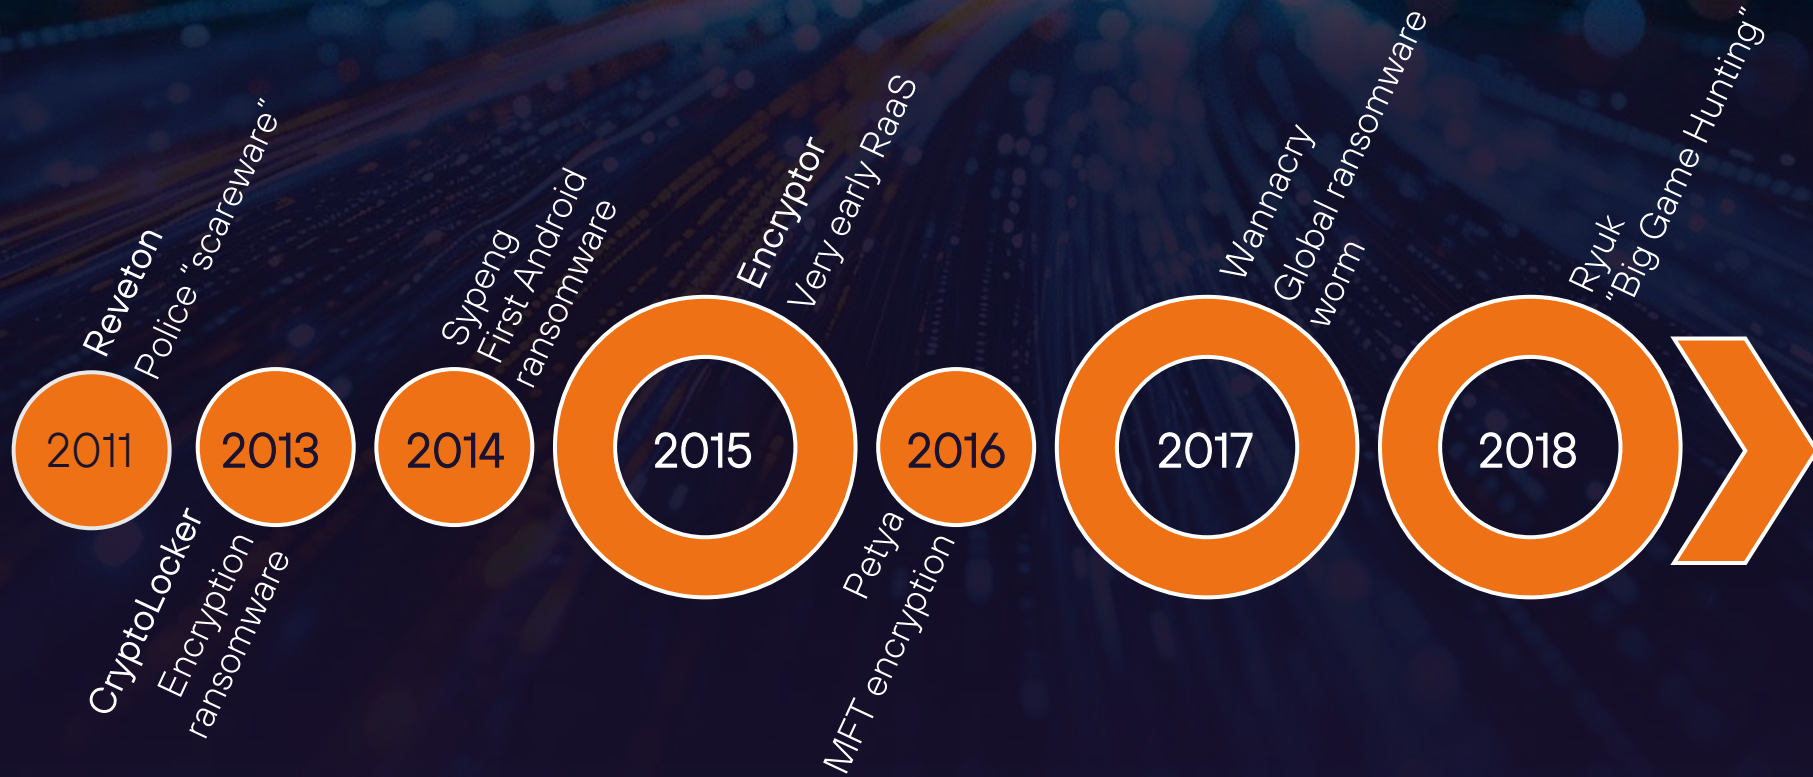 Reveton
Police “scareware”
2011
CryptoLocker
Encryption
ransomware
2013
Sypeng
First Android
ransomware
2014
Encryptor
Very early RaaS
2015
Petya
MFT encryption
2016
Wannacry
Global ransomware
worm
2017
Ryuk
“Big Game Hunting”
2018